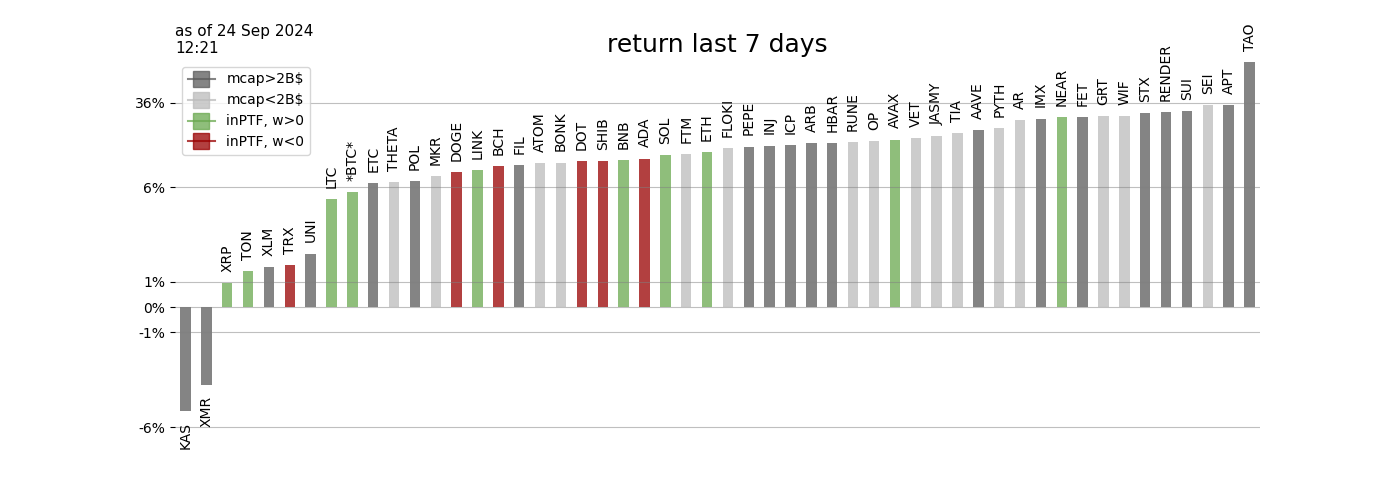 as of 24 Sep 2024
12:21
return last 7 days
mcap>2B$
mcap<2B$
inPTF, w>0
inPTF, w<0
36%
6%
1%
0%
-1%
-6%
KAS
XMR
XRP
TON
XLM
TRX
UNI
LTC
*BTC*
ETC
THETA
POL
MKR
DOGE
LINK
BCH
FIL
ATOM
BONK
DOT
SHIB
BNB
ADA
SOL
FTM
ETH
FLOKI
PEPE
INJ
ICP
ARB
HBAR
RUNE
OP
AVAX
VET
JASMY
TIA
AAVE
PYTH
AR
IMX
NEAR
FET
GRT
WIF
STX
RENDER
SUI
SEI
APT
TAO